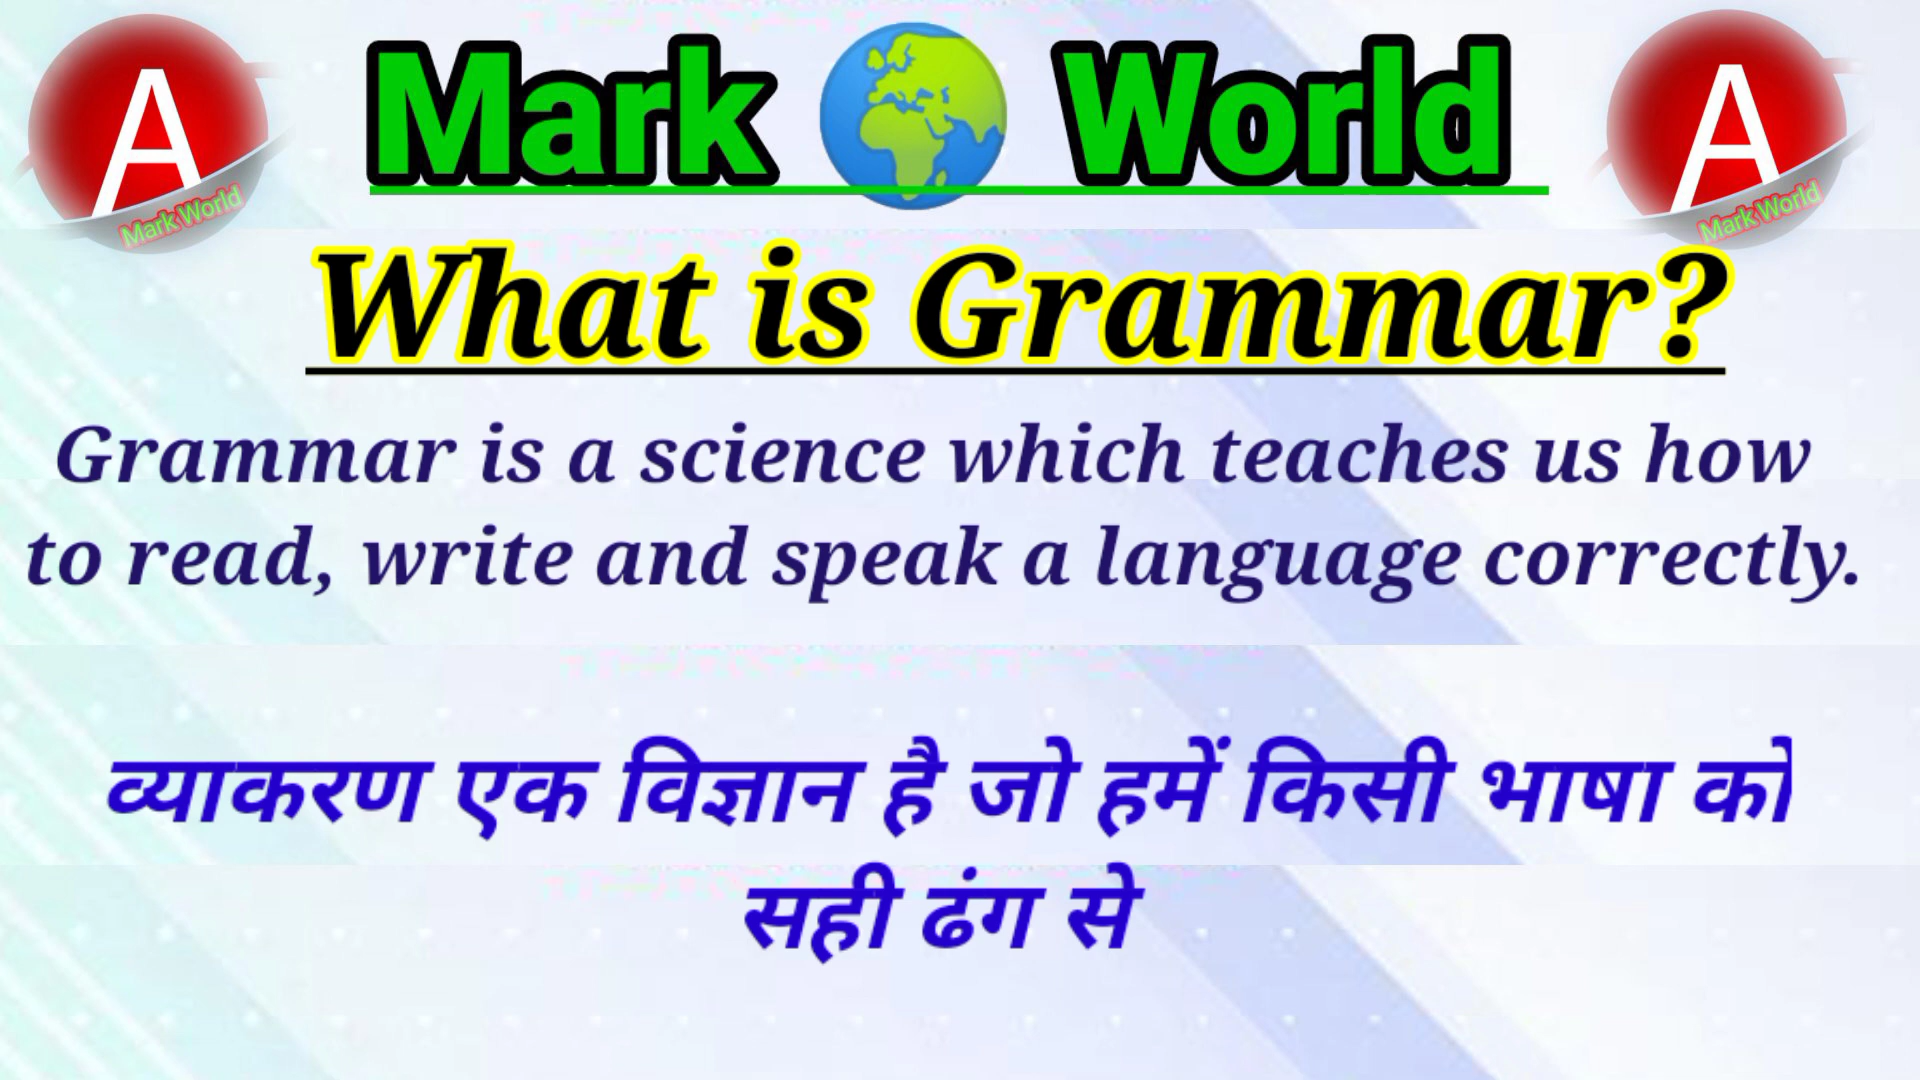 A Mark World
Mark 🌍 World
A Mark World
What is Grammar?
Grammar is a science which teaches us how
to read, write and speak a language correctly.
व्याकरण एक विज्ञान है जो हमें किसी भाषा को
सही ढंग से